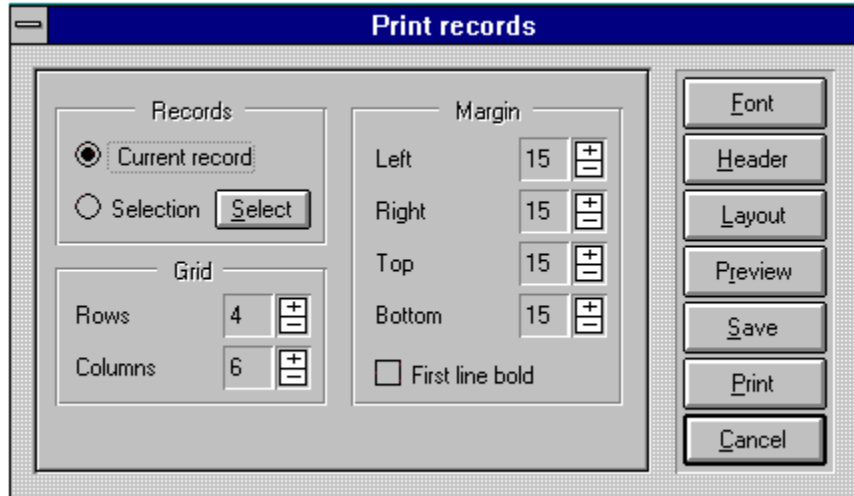 Print records
Records
Current record
Selection Select
Grid
Rows 4
Columns 6
Margin
Left 15
Right 15
Top 15
Bottom 15
First line bold
Font
Header
Layout
Preview
Save
Print
Cancel